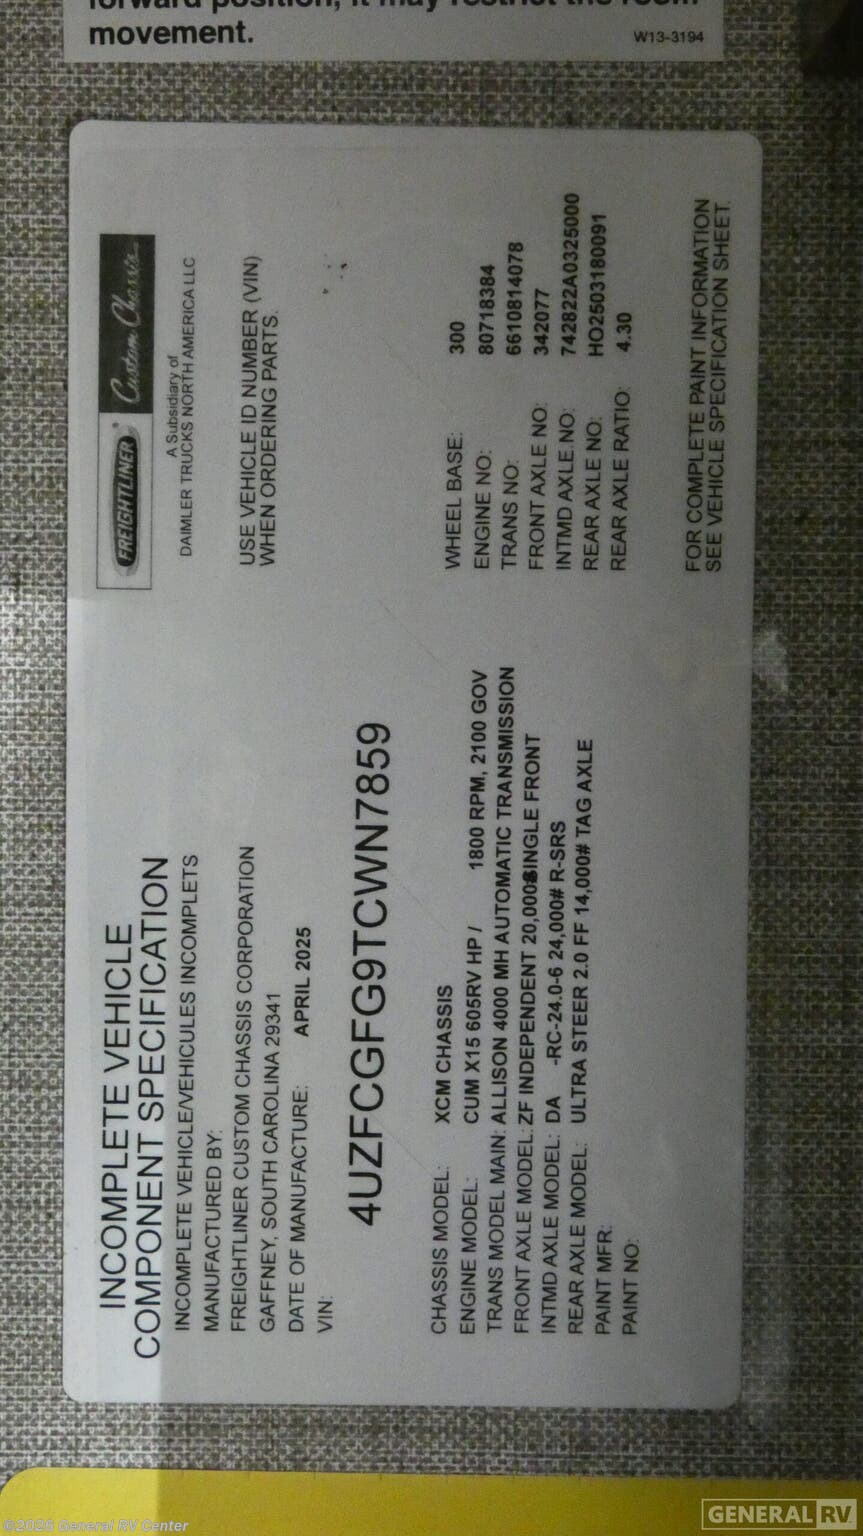 forward position, it may restrict the room
movement.
W13-3194
INCOMPLETE VEHICLE
COMPONENT SPECIFICATION
INCOMPLETE VEHICLE/VEHICULES INCOMPLETS
MANUFACTURED BY:
FREIGHTLINER CUSTOM CHASSIS CORPORATION
GAFFNEY, SOUTH CAROLINA 29341
DATE OF MANUFACTURE: APRIL 2025
VIN:
4UZFCGFG9TCWN7859
FREIGHTLINER Custom Chassis
A Subsidiary of
DAIMLER TRUCKS NORTH AMERICA LLC
USE VEHICLE ID NUMBER (VIN)
WHEN ORDERING PARTS.
CHASSIS MODEL: XCM CHASSIS
ENGINE MODEL: CUM X15 605RV HP / 1800 RPM, 2100 GOV
TRANS MODEL MAIN: ALLISON 4000 MH AUTOMATIC TRANSMISSION
FRONT AXLE MODEL: ZF INDEPENDENT 20,000# SINGLE FRONT
INTMD AXLE MODEL: DA -RC-24.0-6 24,000# R-SRS
REAR AXLE MODEL: ULTRA STEER 2.0 FF 14,000# TAG AXLE
PAINT MFR:
PAINT NO:
WHEEL BASE: 300
ENGINE NO: 80718384
TRANS NO: 6610814078
FRONT AXLE NO: 342077
INTMD AXLE NO: 742822A0325000
REAR AXLE NO: HO2503180091
REAR AXLE RATIO: 4.30
FOR COMPLETE PAINT INFORMATION
SEE VEHICLE SPECIFICATION SHEET.
©2026 General RV Center
GENERAL RV